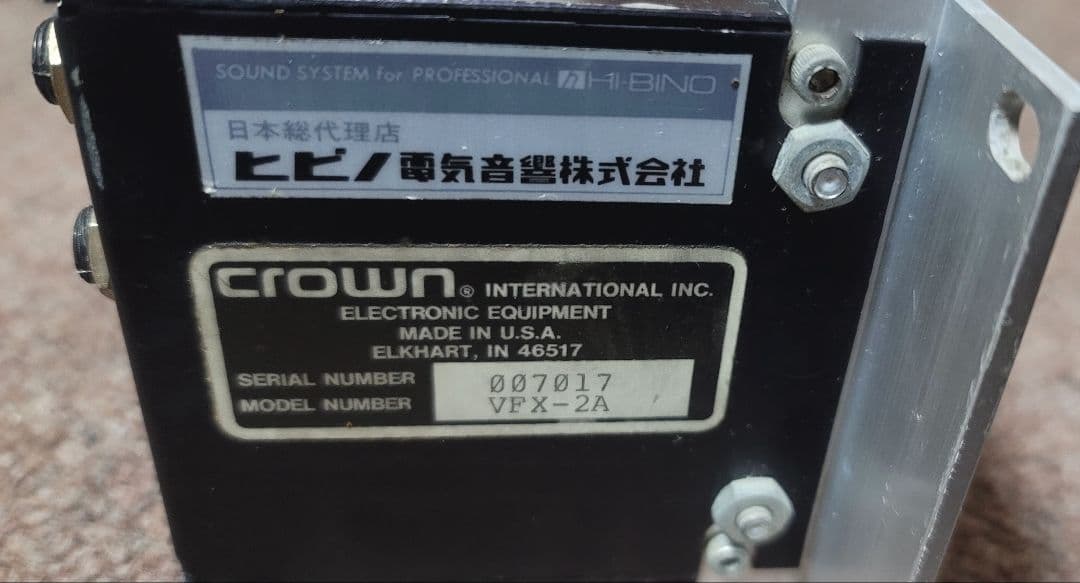 SOUND SYSTEM for PROFESSIONAL HI-BINO
日本総代理店
ヒビノ電気音響株式会社
crown® INTERNATIONAL INC.
ELECTRONIC EQUIPMENT
MADE IN U.S.A.
ELKHART, IN 46517
SERIAL NUMBER 007017
MODEL NUMBER VFX-2A